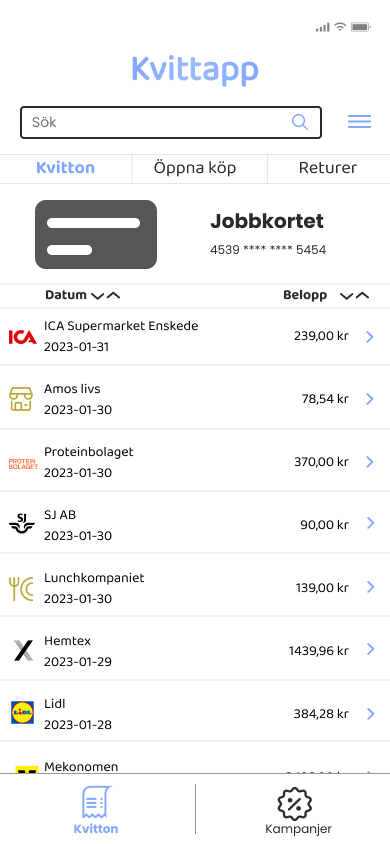 Kvittapp
Sök
Kvitton Öppna köp Returer
Jobbkortet
4539 **** **** 5454
Datum Belopp
ICA ICA Supermarket Enskede
2023-01-31 239,00 kr
Amos livs
2023-01-30 78,54 kr
PROTEIN BOLAGET Proteinbolaget
2023-01-30 370,00 kr
SJ SJ AB
2023-01-30 90,00 kr
Lunchkompaniet
2023-01-30 139,00 kr
Hemtex
2023-01-29 1439,96 kr
LIDL Lidl
2023-01-28 384,28 kr
Mekonomen
Kvitton Kampanjer